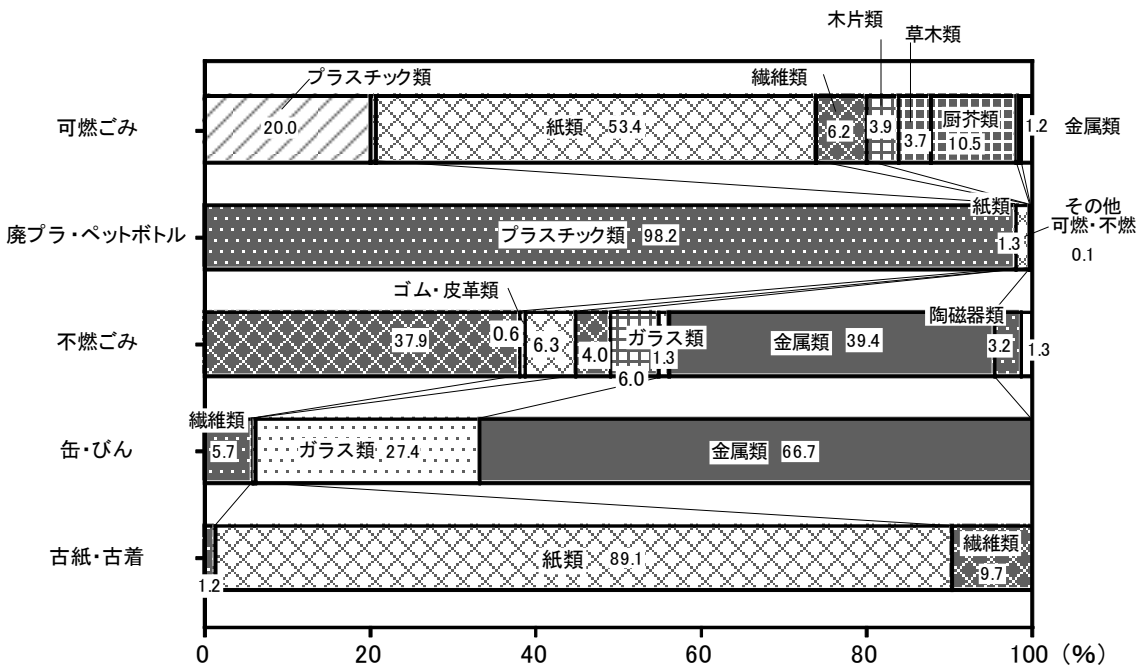 木片類
草木類
プラスチック類
繊維類
可燃ごみ
20.0
紙類 53.4
6.2
3.9
3.7
厨芥類
10.5
1.2
金属類
廃プラ・ペットボトル
プラスチック類 98.2
紙類
1.3
その他
可燃・不燃
0.1
ゴム・皮革類
不燃ごみ
37.9
0.6
6.3
4.0
ガラス類
6.0
1.3
金属類 39.4
陶磁器類
3.2
1.3
缶・びん
繊維類
5.7
ガラス類 27.4
金属類 66.7
古紙・古着
1.2
紙類 89.1
繊維類
9.7
0 20 40 60 80 100 (%)